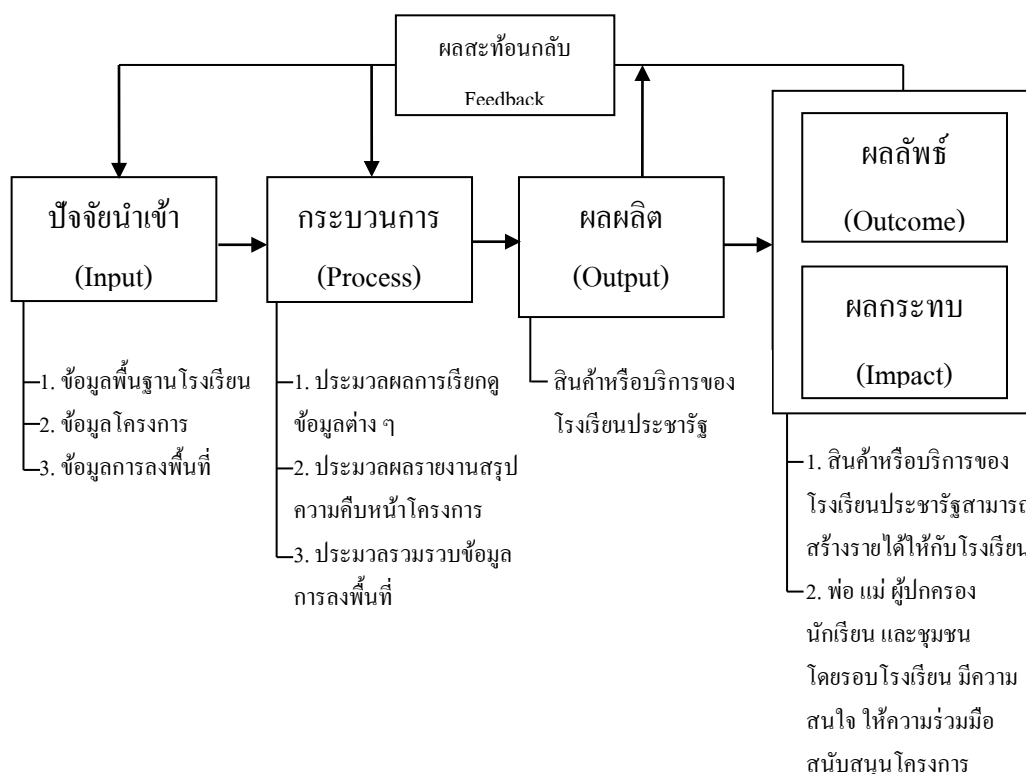 ผลสะท้อนกลับ
Feedback
ปัจจัยนำเข้า
(Input)
1. ข้อมูลพื้นฐานโรงเรียน
2. ข้อมูลโครงการ
3. ข้อมูลการลงพื้นที่
กระบวนการ
(Process)
1. ประมวลผลการเรียกดู
ข้อมูลต่าง ๆ
2. ประมวลผลรายงานสรุป
ความคืบหน้าโครงการ
3. ประมวลรวมรวบข้อมูล
การลงพื้นที่
ผลผลิต
(Output)
สินค้าหรือบริการของ
โรงเรียนประชารัฐ
ผลลัพธ์
(Outcome)
ผลกระทบ
(Impact)
1. สินค้าหรือบริการของ
โรงเรียนประชารัฐสามารถ
สร้างรายได้ให้กับโรงเรียน
2. พ่อ แม่ ผู้ปกครอง
นักเรียน และชุมชน
โดยรอบโรงเรียน มีความ
สนใจ ให้ความร่วมมือ
สนับสนุนโครงการ